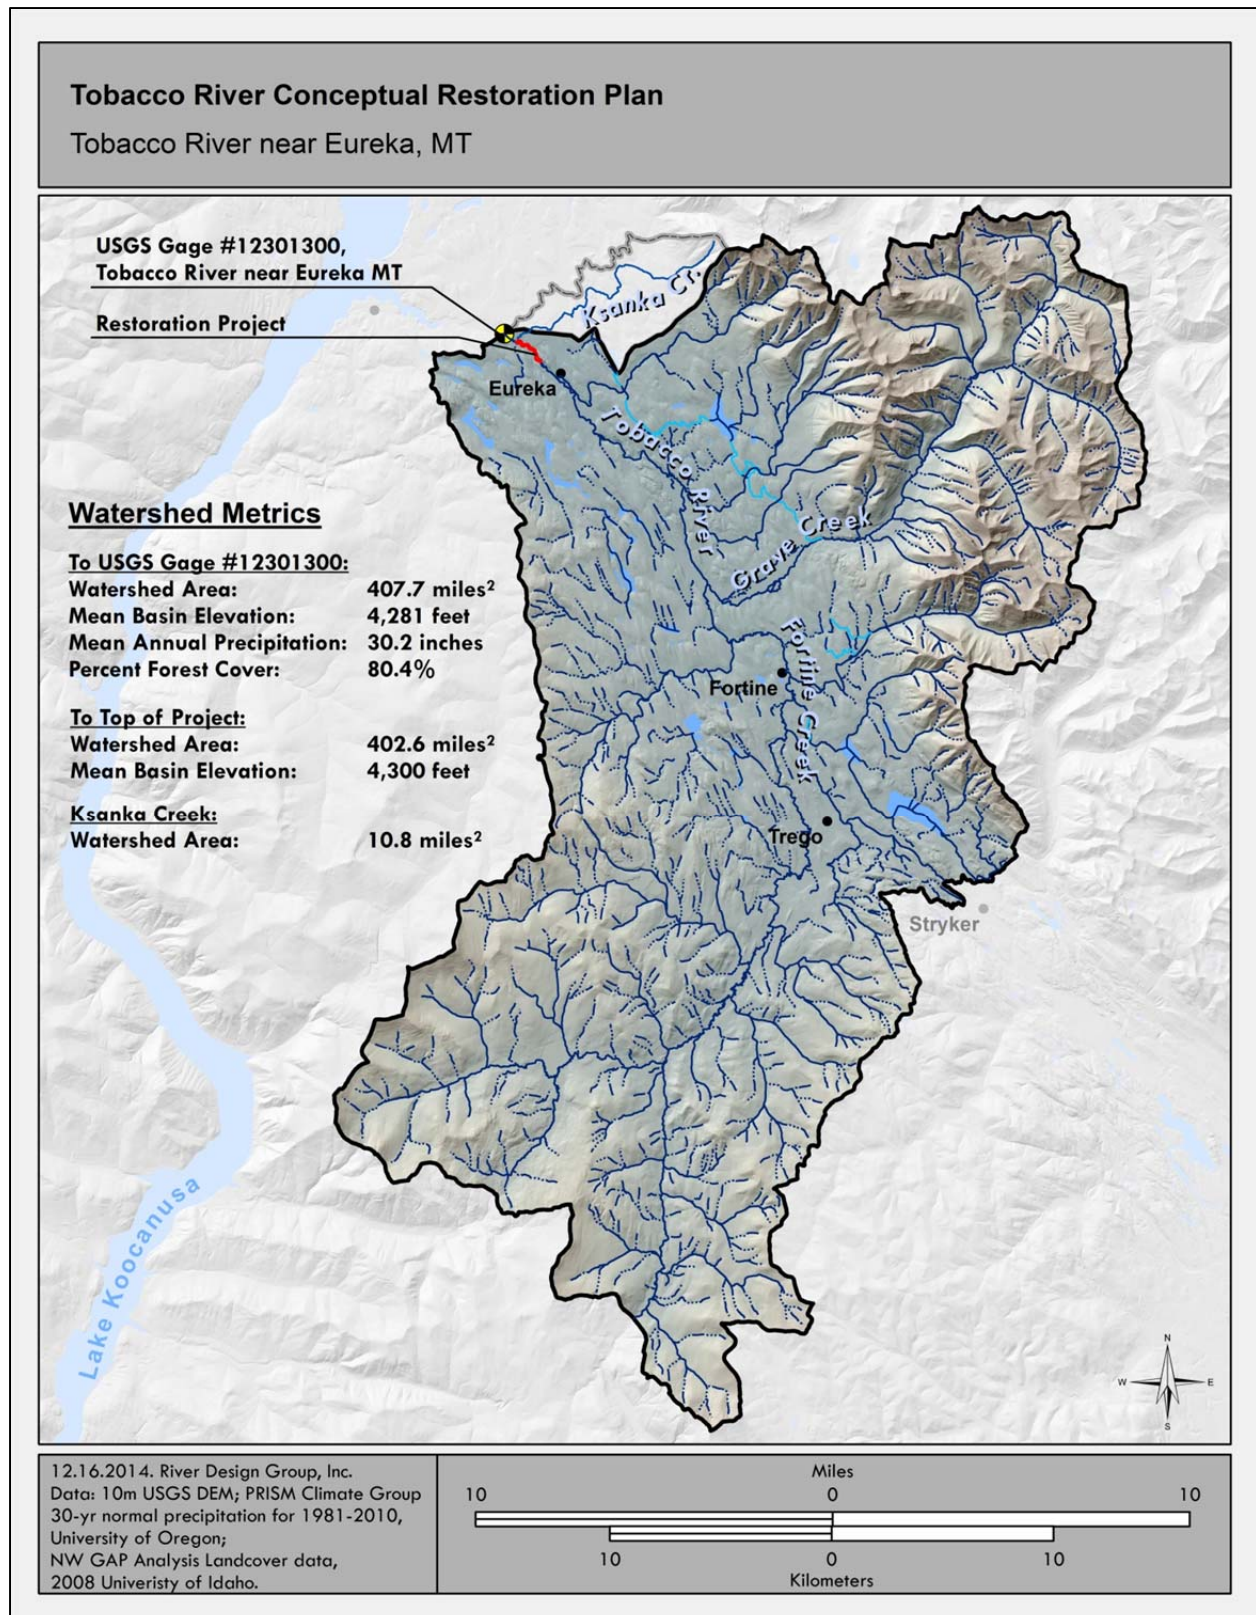 Tobacco River Conceptual Restoration Plan
Tobacco River near Eureka, MT
USGS Gage #12301300,
Tobacco River near Eureka MT
Restoration Project
Ksanka Cr.
Eureka
Tobacco River
Grave Creek
Fortine Creek
Fortine
Trego
Stryker
Lake Koocanusa
Watershed Metrics
To USGS Gage #12301300:
Watershed Area: 407.7 miles²
Mean Basin Elevation: 4,281 feet
Mean Annual Precipitation: 30.2 inches
Percent Forest Cover: 80.4%
To Top of Project:
Watershed Area: 402.6 miles²
Mean Basin Elevation: 4,300 feet
Ksanka Creek:
Watershed Area: 10.8 miles²
N
W E
S
12.16.2014. River Design Group, Inc.
Data: 10m USGS DEM; PRISM Climate Group
30-yr normal precipitation for 1981-2010,
University of Oregon;
NW GAP Analysis Landcover data,
2008 Univeristy of Idaho.
Miles
10 0 10
10 0 10
Kilometers